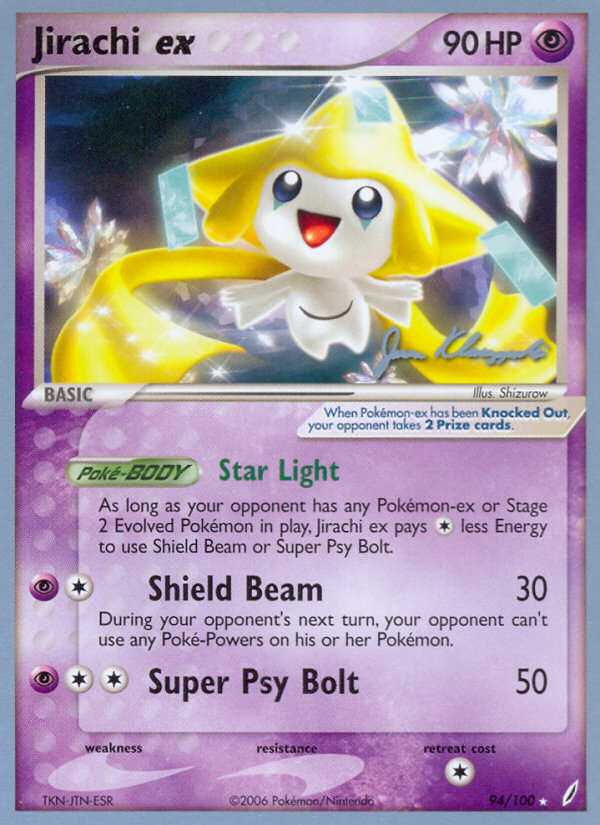 Jirachi ex 90 HP
BASIC
Illus. Shizurow
When Pokémon-ex has been Knocked Out,
your opponent takes 2 Prize cards.
Poké-BODY Star Light
As long as your opponent has any Pokémon-ex or Stage
2 Evolved Pokémon in play, Jirachi ex pays less Energy
to use Shield Beam or Super Psy Bolt.
Shield Beam 30
During your opponent's next turn, your opponent can't
use any Poké-Powers on his or her Pokémon.
Super Psy Bolt 50
weakness resistance retreat cost
TKN-JTN-ESR ©2006 Pokémon/Nintendo 94/100